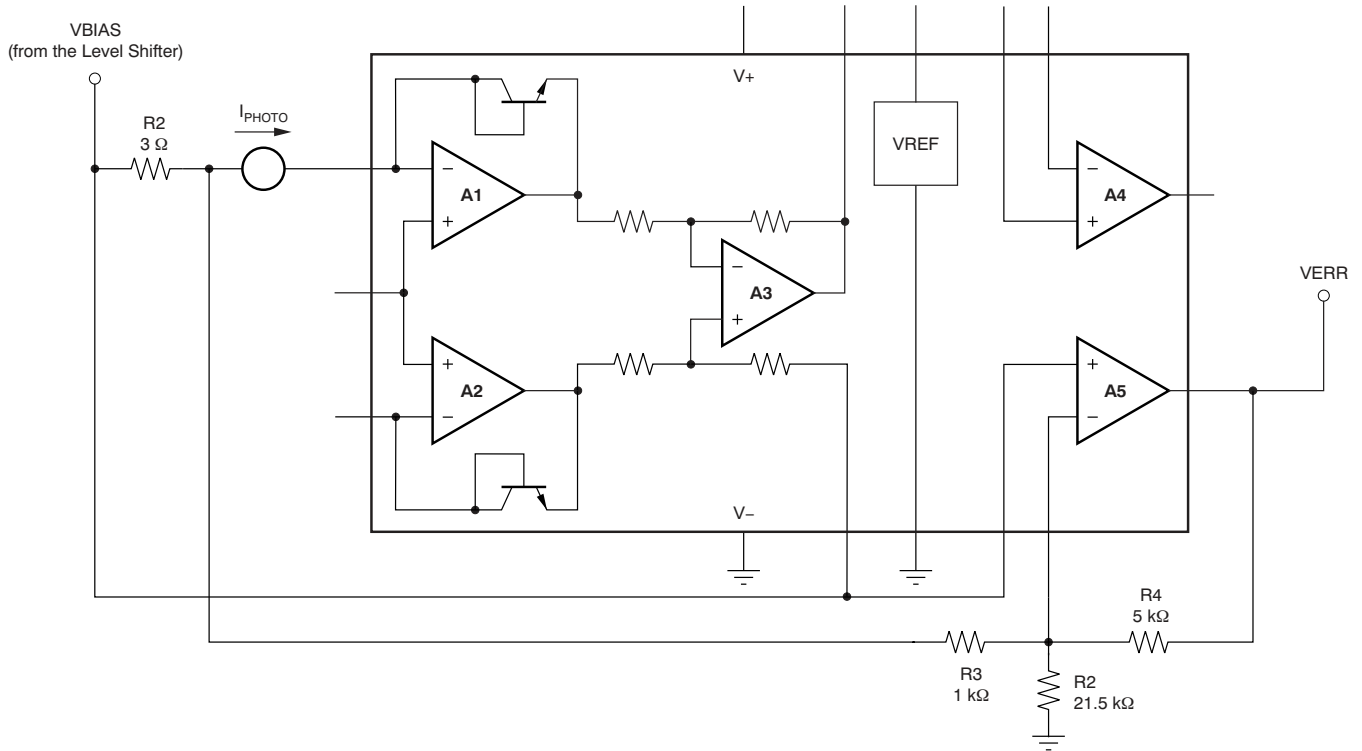 VBIAS
(from the Level Shifter)
R2
3 Ω
IPHOTO
V+
−
A1
+
VREF
−
A4
+
−
A3
+
VERR
+
A2
−
+
A5
−
V−
R4
5 kΩ
R3
1 kΩ
R2
21.5 kΩ